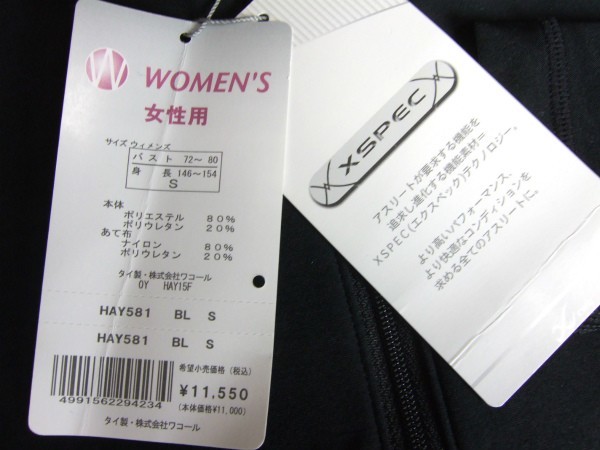 WOMEN'S
女性用
サイズ ウィメンズ
バスト 72～80
身 長 146～154
S
本体
ポリエステル 80%
ポリウレタン 20%
あて布
ナイロン 80%
ポリウレタン 20%
タイ製・株式会社ワコール
OY HAY15F
HAY581 BL S
HAY581 BL S
希望小売価格(税込)
¥11,550
(本体価格¥11,000)
4991562294234
タイ製・株式会社ワコール
XSPEC
アスリートが要求する機能を
追求し進化する機能素材=
XSPEC(エクスペック)テクノロジー。
より高いパフォーマンス、
より快適なコンディションを
求める全てのアスリートに。